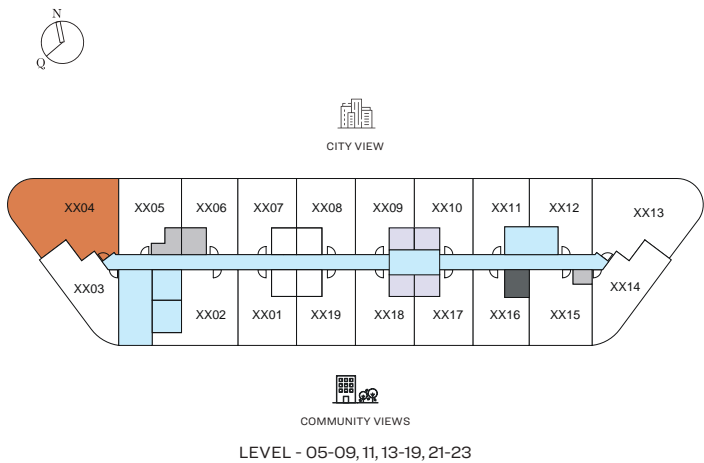 N
Q
CITY VIEW
XX04 XX05 XX06 XX07 XX08 XX09 XX10 XX11 XX12 XX13
XX03 XX02 XX01 XX19 XX18 XX17 XX16 XX15 XX14
COMMUNITY VIEWS
LEVEL - 05-09, 11, 13-19, 21-23